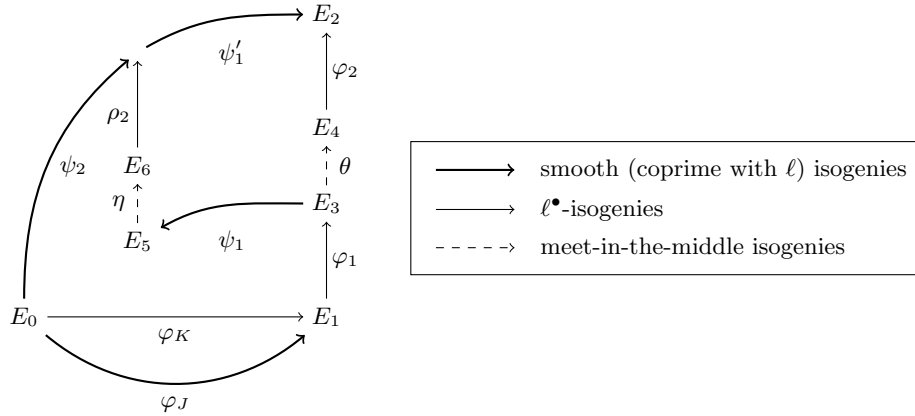 E₂
ψ′₁
φ₂
ρ₂
E₄
ψ₂
E₆
θ
η
E₃
E₅
ψ₁
φ₁
E₀
E₁
φ_K
φ_J
smooth (coprime with ℓ) isogenies
ℓ•-isogenies
meet-in-the-middle isogenies